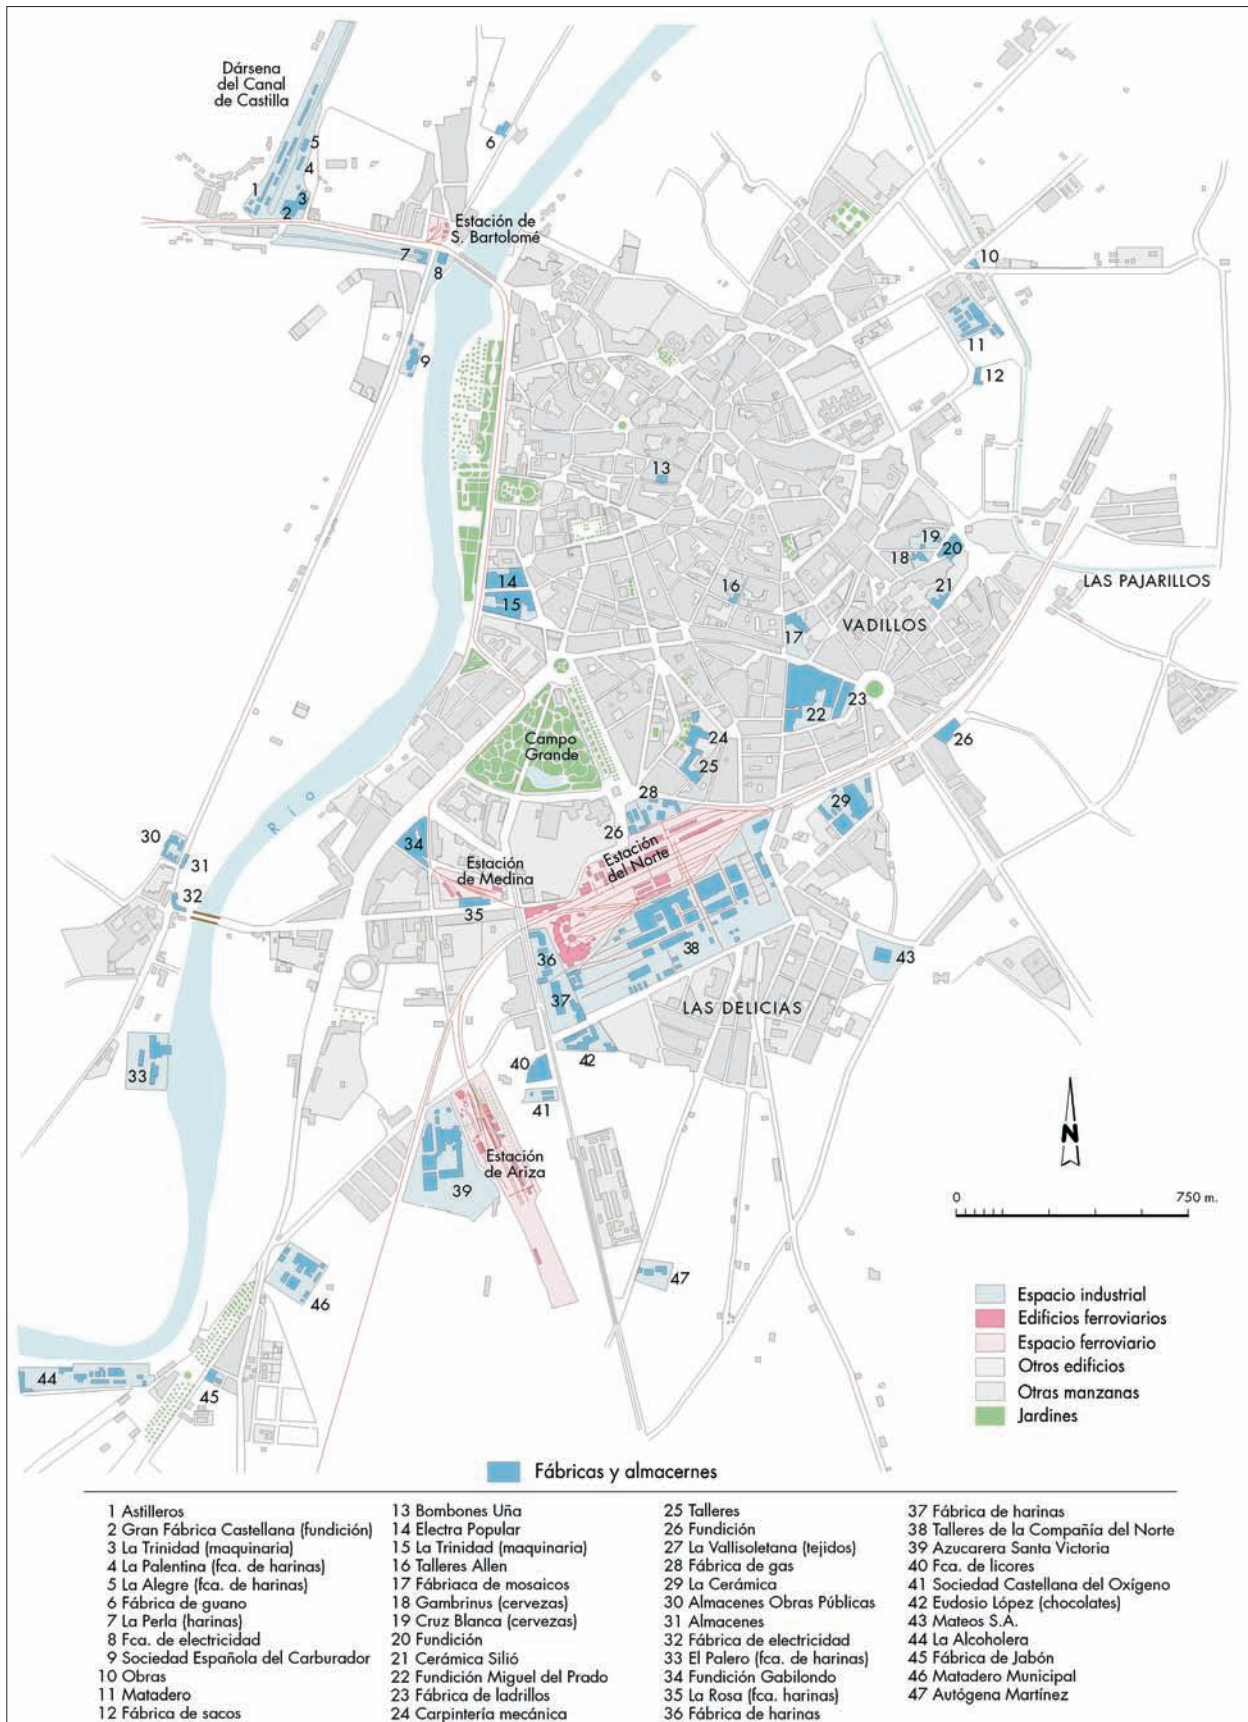 Dársena
del Canal
de Castilla
5
6
4
1
3
2
Estación de
S. Bartolomé
7
8
10
9
11
12
13
19
18
20
14
16
LAS PAJARILLOS
15
21
17
VADILLOS
23
22
24
26
Campo
Grande
25
28
29
Río
26
30
34
Estación
del Norte
31
Estación
de Medina
32
35
38
43
36
37
LAS DELICIAS
42
40
33
41
N
Estación
de Ariza
39
0 750 m.
47
46
Espacio industrial
Edificios ferroviarios
Espacio ferroviario
Otros edificios
Otras manzanas
Jardines
44
45
Fábricas y almacernes
1 Astilleros
2 Gran Fábrica Castellana (fundición)
3 La Trinidad (maquinaria)
4 La Palentina (fca. de harinas)
5 La Alegre (fca. de harinas)
6 Fábrica de guano
7 La Perla (harinas)
8 Fca. de electricidad
9 Sociedad Española del Carburador
10 Obras
11 Matadero
12 Fábrica de sacos
13 Bombones Uña
14 Electra Popular
15 La Trinidad (maquinaria)
16 Talleres Allen
17 Fábriaca de mosaicos
18 Gambrinus (cervezas)
19 Cruz Blanca (cervezas)
20 Fundición
21 Cerámica Silió
22 Fundición Miguel del Prado
23 Fábrica de ladrillos
24 Carpintería mecánica
25 Talleres
26 Fundición
27 La Vallisoletana (tejidos)
28 Fábrica de gas
29 La Cerámica
30 Almacenes Obras Públicas
31 Almacenes
32 Fábrica de electricidad
33 El Palero (fca. de harinas)
34 Fundición Gabilondo
35 La Rosa (fca. harinas)
36 Fábrica de harinas
37 Fábrica de harinas
38 Talleres de la Compañía del Norte
39 Azucarera Santa Victoria
40 Fca. de licores
41 Sociedad Castellana del Oxígeno
42 Eudosio López (chocolates)
43 Mateos S.A.
44 La Alcoholera
45 Fábrica de Jabón
46 Matadero Municipal
47 Autógena Martínez